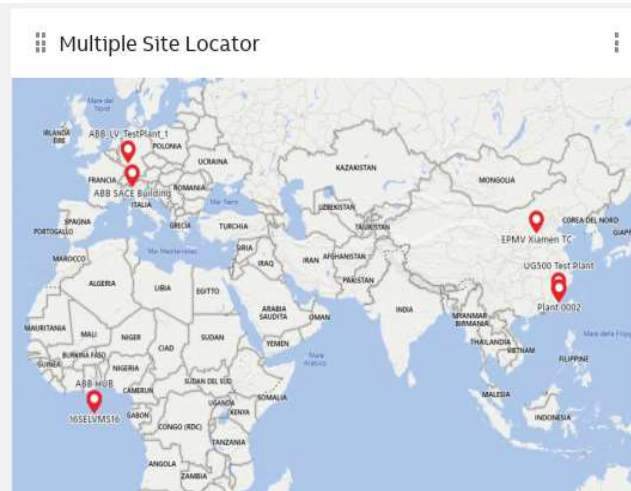 Multiple Site Locator
Mare del
Nord
IRLANDA
ÉIRE
ABB_LV_TestPlant_1
POLONIA
UCRAINA
KAZAKISTAN
MONGOLIA
FRANCIA
ABB SACE Building
ROMANIA
ITALIA
Mar Nero
UZBEKISTAN
COREA DEL NORD
SPAGNA
PORTOGALLO
GRECIA
TURCHIA
TAGIKISTAN
EPMV Xiamen TC
GIAPP
Mar Mediterraneo
SIRIA
MAROCCO
IRAQ
IRAN
AFGHANISTAN
UG500 Test Plant
ALGERIA
LIBIA
EGITTO
PAKISTAN
Plant 0002
ARABIA
SAUDITA
OMAN
INDIA
MYANMAR
BIRMANIA
MAURITANIA
MALI
NIGER
CIAD
SUDAN
YEMEN
THAILANDIA
VIETNAM
Mare delle Filipp
BURKINA FASO
GUINEA
NIGERIA
Mare
Arabico
FILIPPINE
ABB HUB
CAMERUN
SUDAN DEL SUD
SOMALIA
16SELVMS16
GABON
UGANDA
KENYA
MALESIA
CONGO (RDC)
INDONESIA
TANZANIA
ANGOLA
ZAMBIA